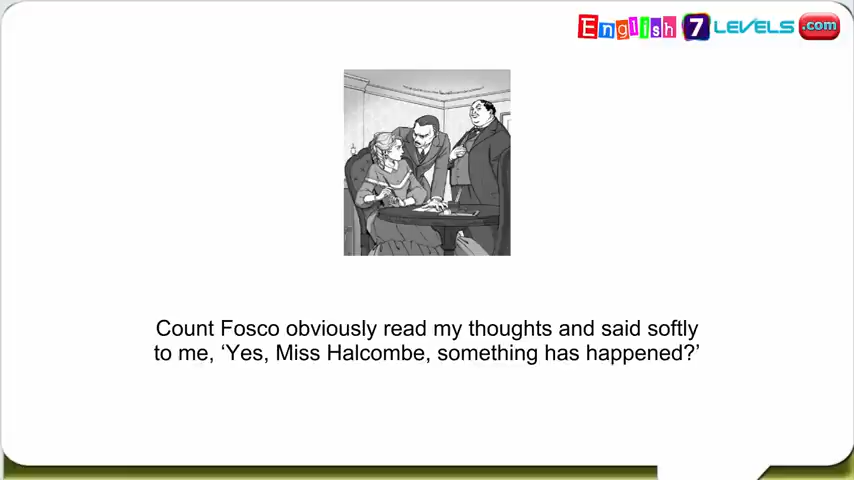 English 7 LEVELS .com
Count Fosco obviously read my thoughts and said softly
to me, ‘Yes, Miss Halcombe, something has happened?’